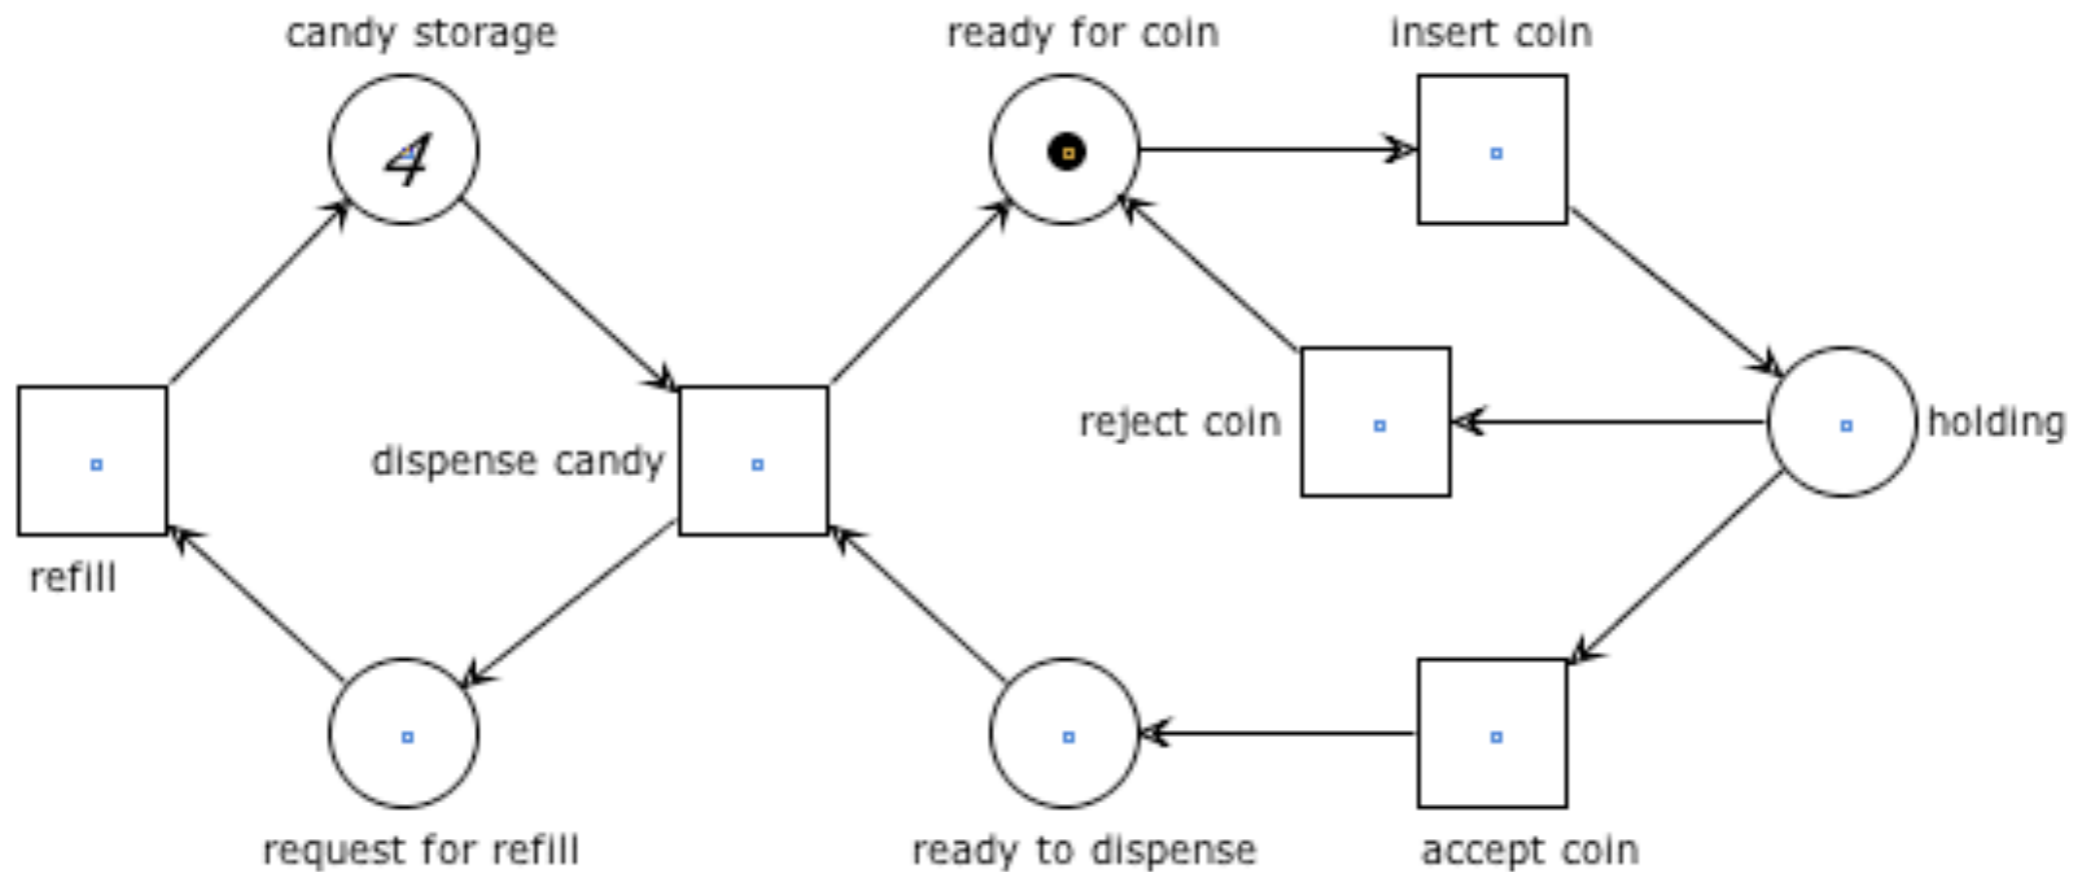 candy storage
ready for coin
insert coin
4
reject coin
holding
dispense candy
refill
request for refill
ready to dispense
accept coin